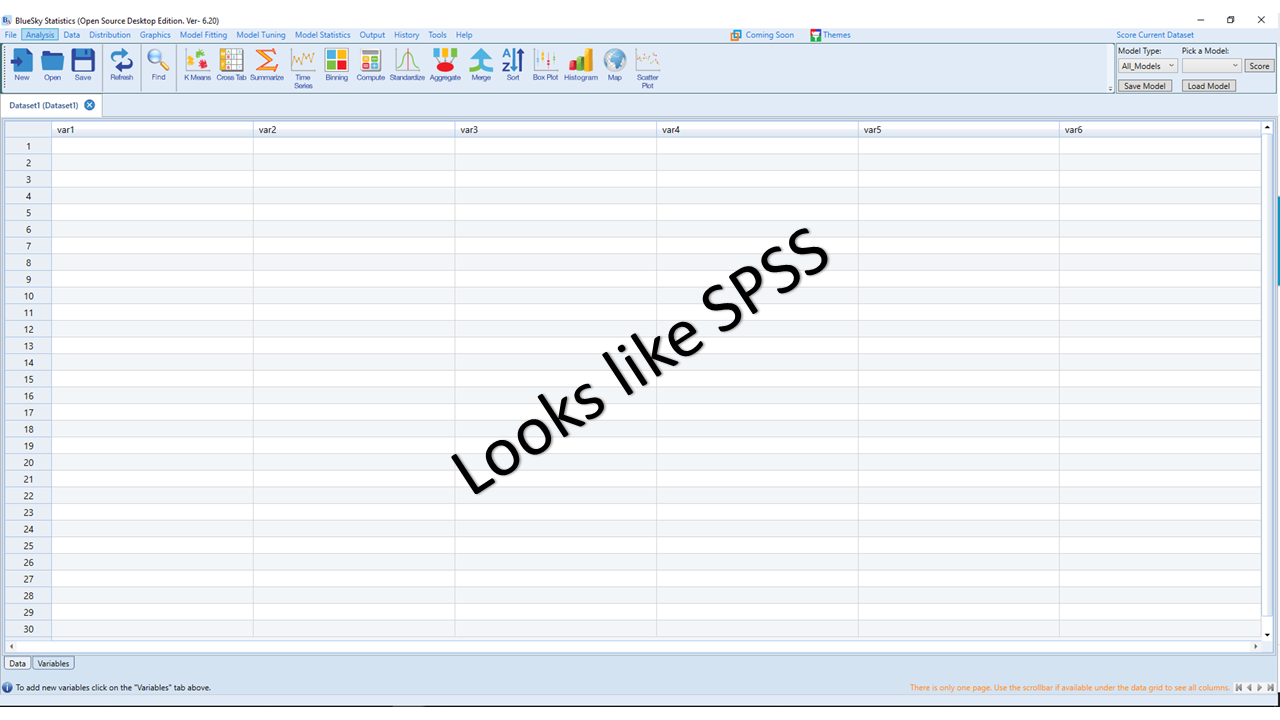 BlueSky Statistics (Open Source Desktop Edition. Ver- 6.20)
File Analysis Data Distribution Graphics Model Fitting Model Tuning Model Statistics Output History Tools Help Coming Soon Themes Score Current Dataset
Model Type: Pick a Model:
All_Models Score
New Open Save Refresh Find K Means Cross Tab Summarize Time Series Binning Compute Standardize Aggregate Merge Sort Box Plot Histogram Map Scatter Plot
Save Model Load Model
Dataset1 (Dataset1)
var1 var2 var3 var4 var5 var6
1
2
3
4
5
6
7
8
9
10
11
12
13
14
15
16
17
18
19
20
21
22
23
24
25
26
27
28
29
30
Looks like SPSS
Data Variables
To add new variables click on the "Variables" tab above.
There is only one page. Use the scrollbar if available under the data grid to see all columns.